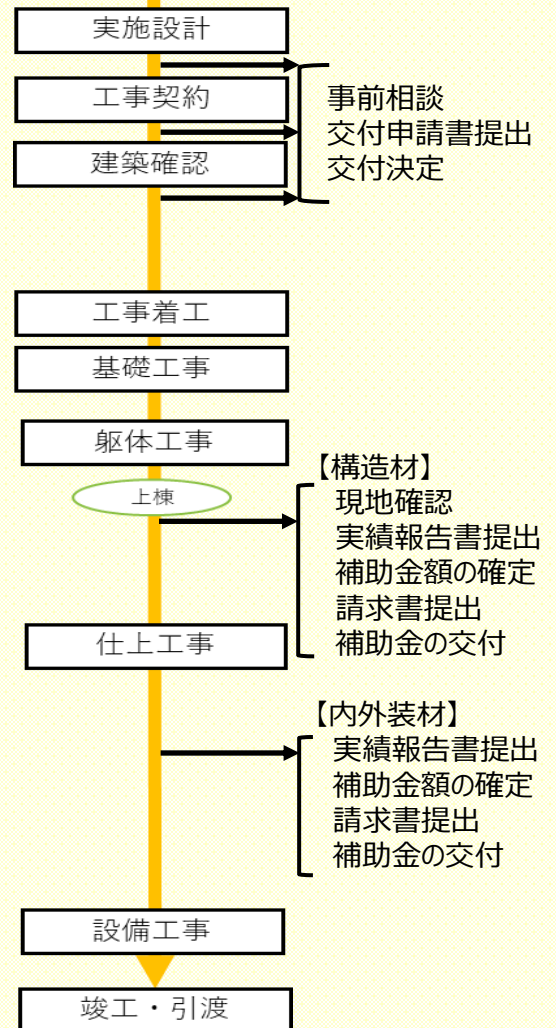 実施設計
工事契約
建築確認
事前相談
交付申請書提出
交付決定
工事着工
基礎工事
躯体工事
上棟
【構造材】
現地確認
実績報告書提出
補助金額の確定
請求書提出
補助金の交付
仕上工事
【内外装材】
実績報告書提出
補助金額の確定
請求書提出
補助金の交付
設備工事
竣工・引渡